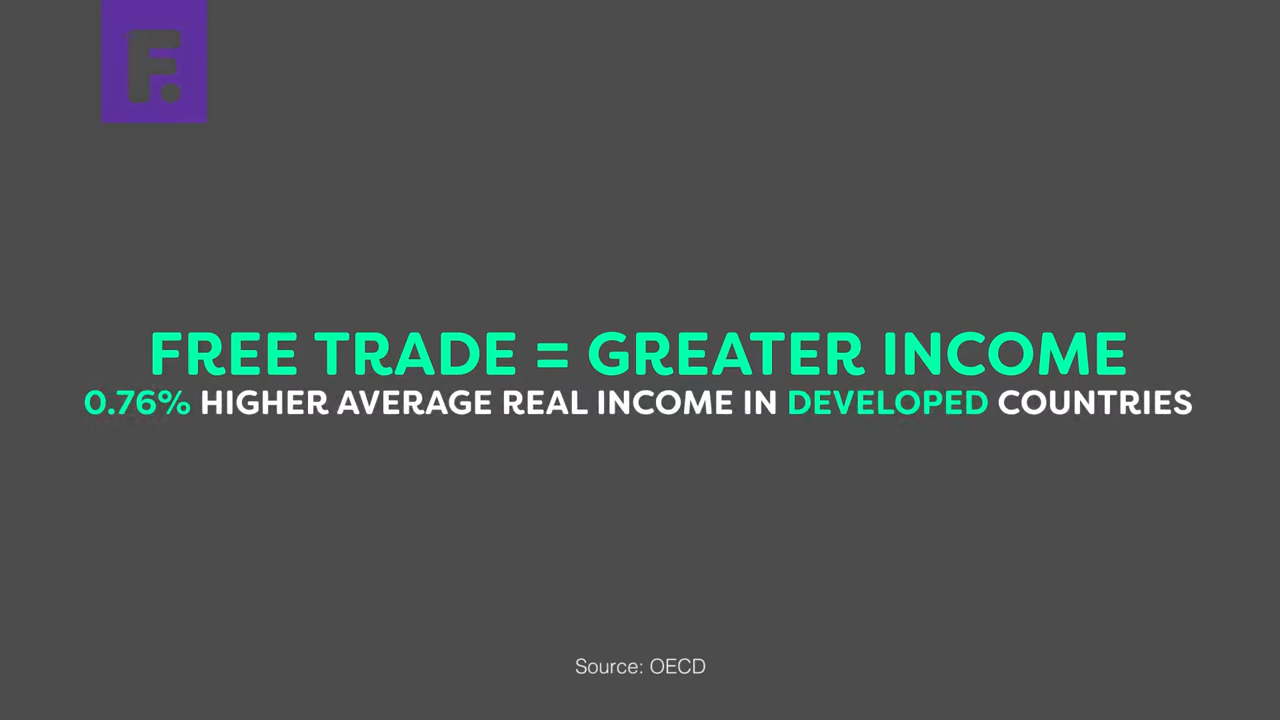 F.
FREE TRADE = GREATER INCOME
0.76% HIGHER AVERAGE REAL INCOME IN DEVELOPED COUNTRIES
Source: OECD